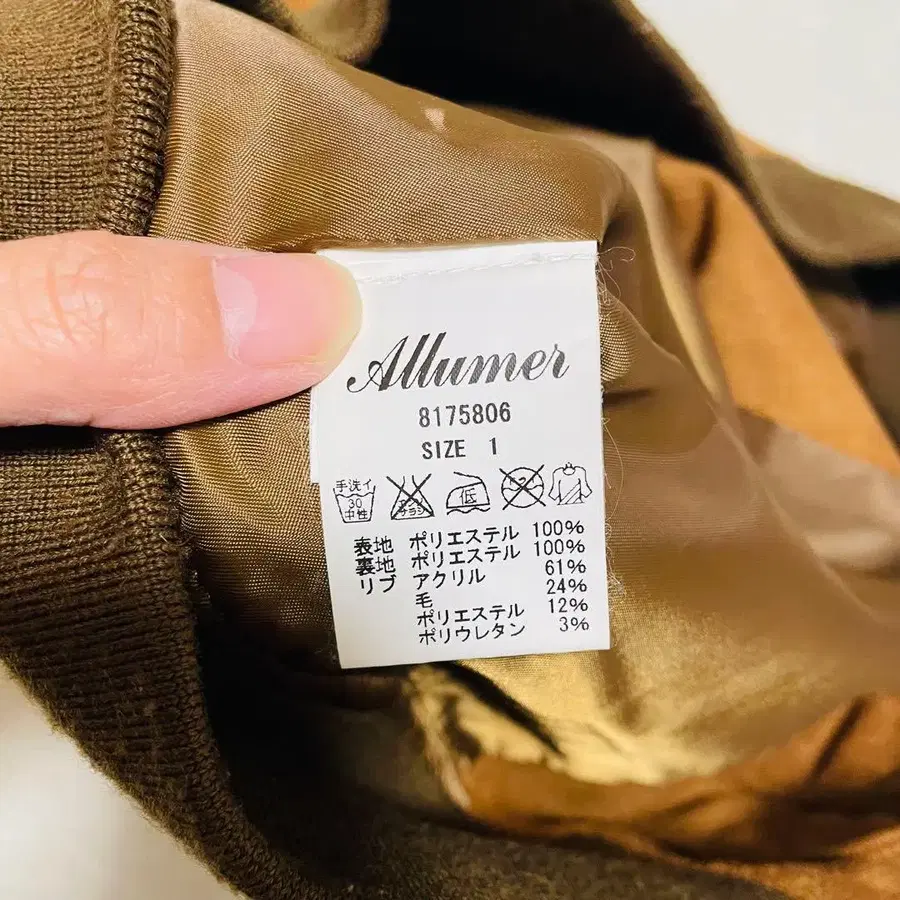 Allumer
8175806
SIZE 1
手洗イ
30 低
中性
表地 ポリエステル 100%
裏地 ポリエステル 100%
リブ アクリル 61%
毛 24%
ポリエステル 12%
ポリウレタン 3%